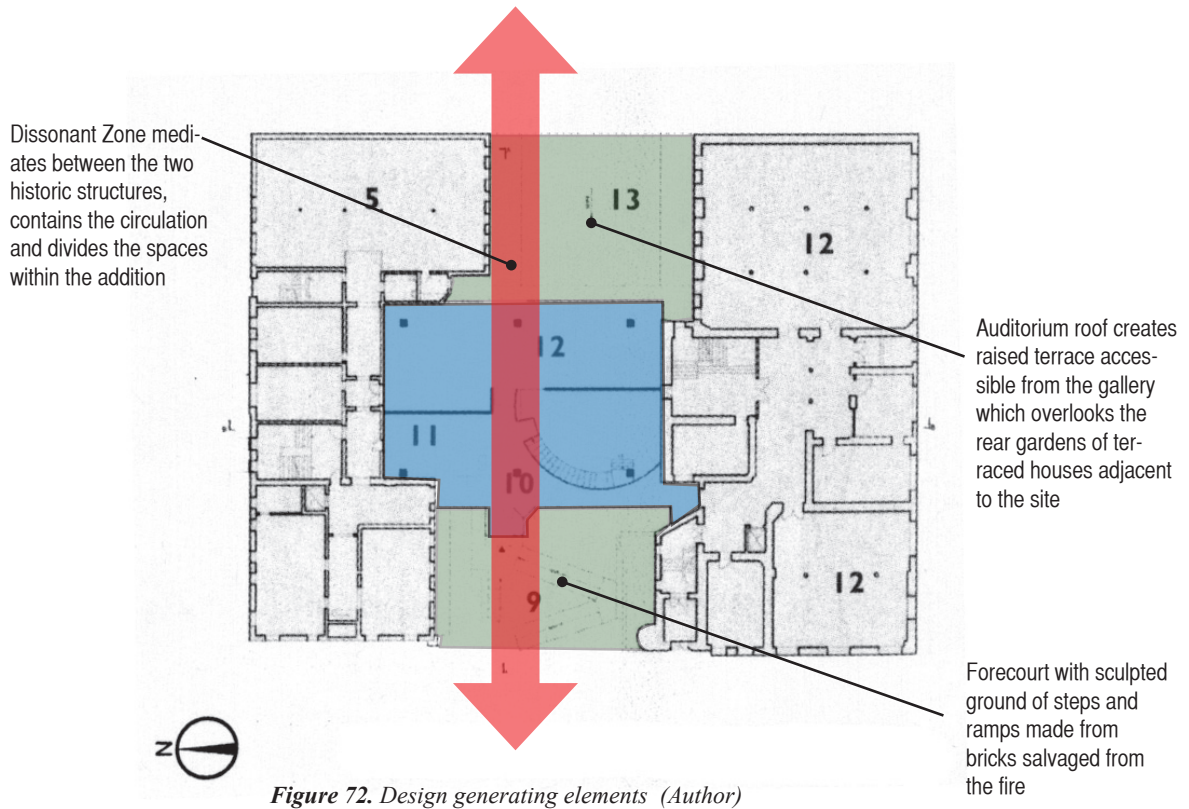 Dissonant Zone medi-
ates between the two
historic structures,
contains the circulation
and divides the spaces
within the addition
5
13
12
12
11
10
9
12
Auditorium roof creates
raised terrace acces-
sible from the gallery
which overlooks the
rear gardens of ter-
raced houses adjacent
to the site
Forecourt with sculpted
ground of steps and
ramps made from
bricks salvaged from
the fire
N
Figure 72. Design generating elements (Author)